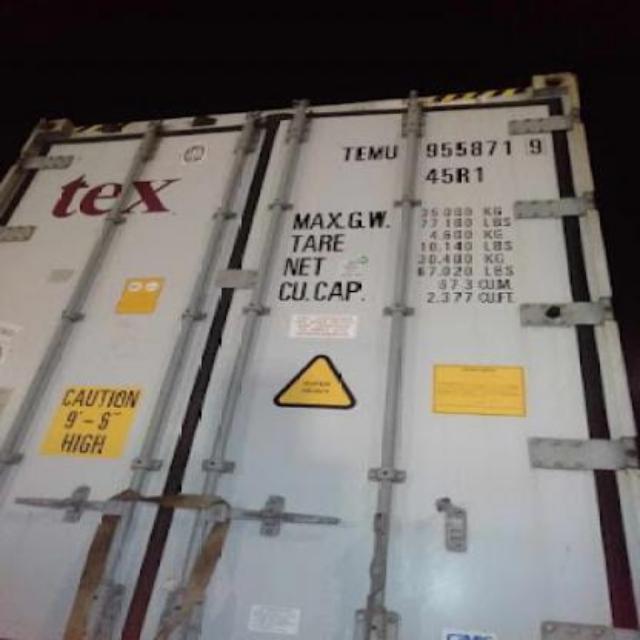 tex
TEMU 955871 9
45R1
MAX.G.W. 35 000 KG
77 160 LBS
TARE 4.600 KG
10.140 LBS
NET 30.400 KG
67.020 LBS
CU.CAP. 67.3 CU.M.
2.377 CU.FT.
CAUTION
9'-6"
HIGH